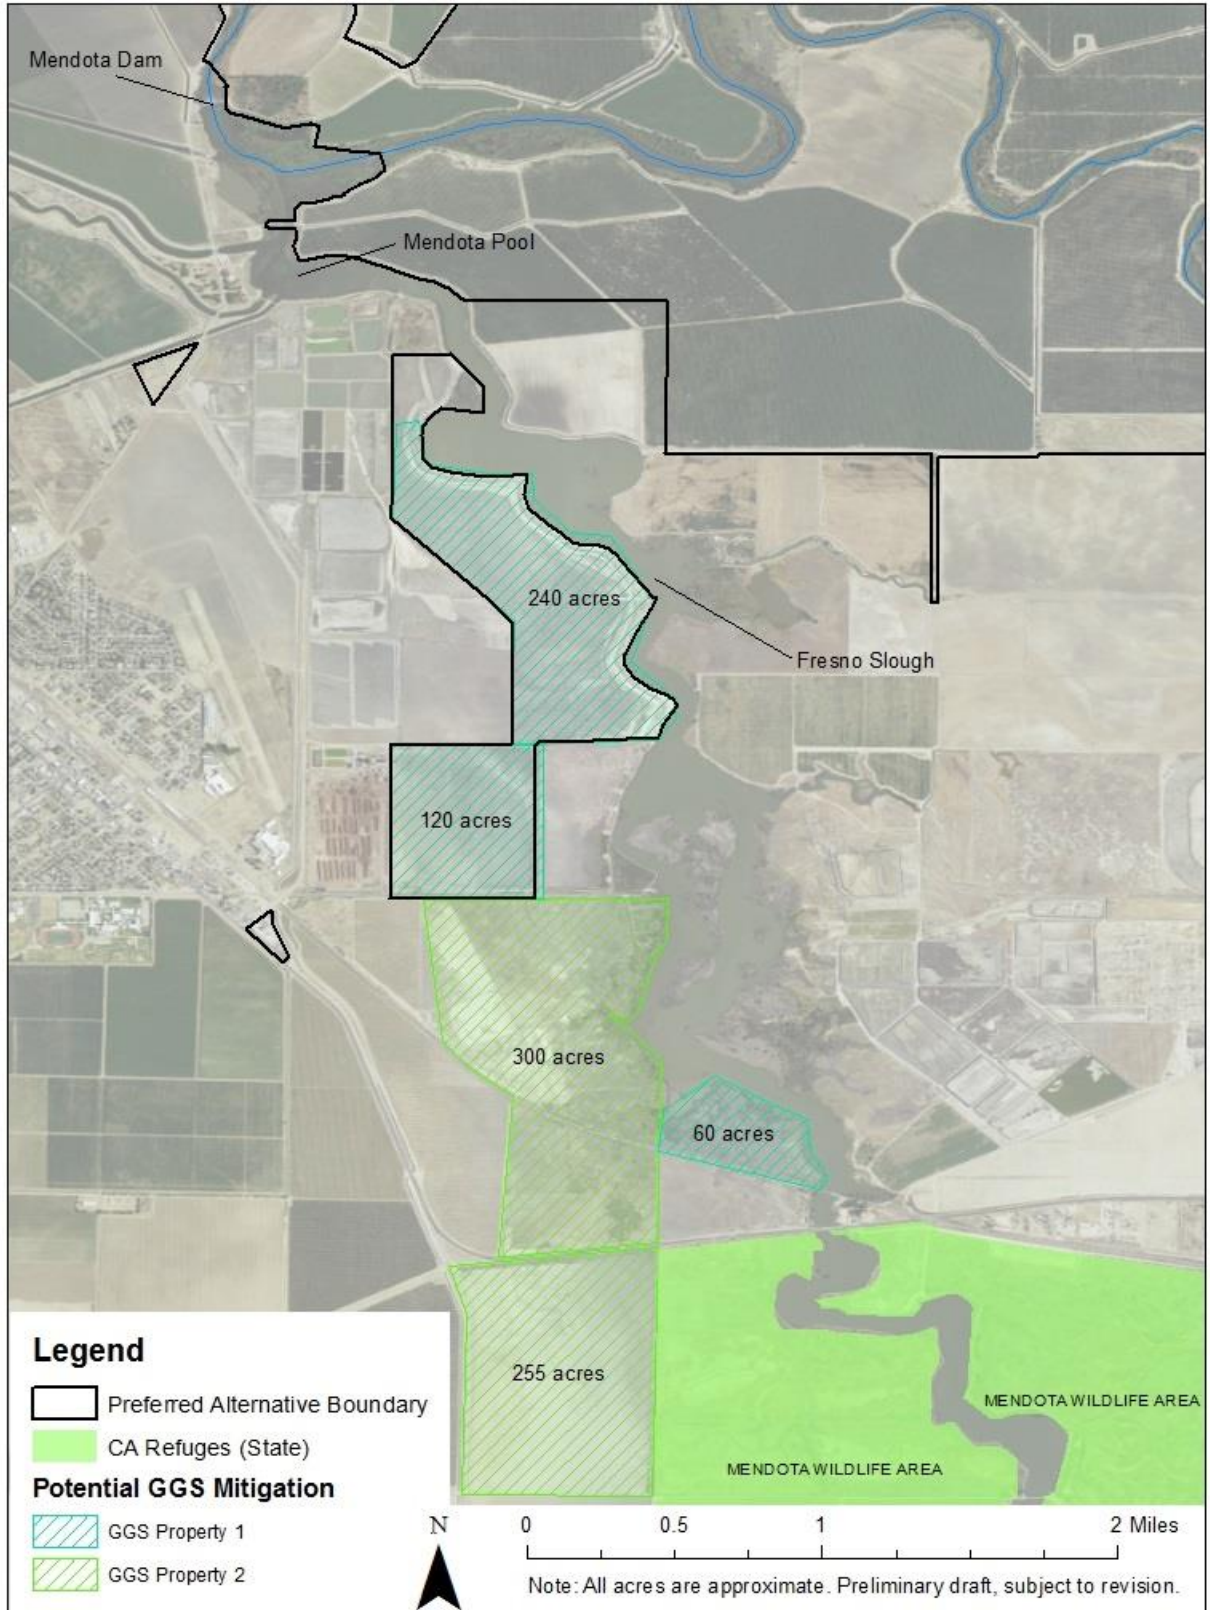 Mendota Dam
Mendota Pool
240 acres
Fresno Slough
120 acres
300 acres
60 acres
255 acres
MENDOTA WILDLIFE AREA
MENDOTA WILDLIFE AREA
Legend
Preferred Alternative Boundary
CA Refuges (State)
Potential GGS Mitigation
GGS Property 1
GGS Property 2
N
0 0.5 1 2 Miles
Note: All acres are approximate. Preliminary draft, subject to revision.